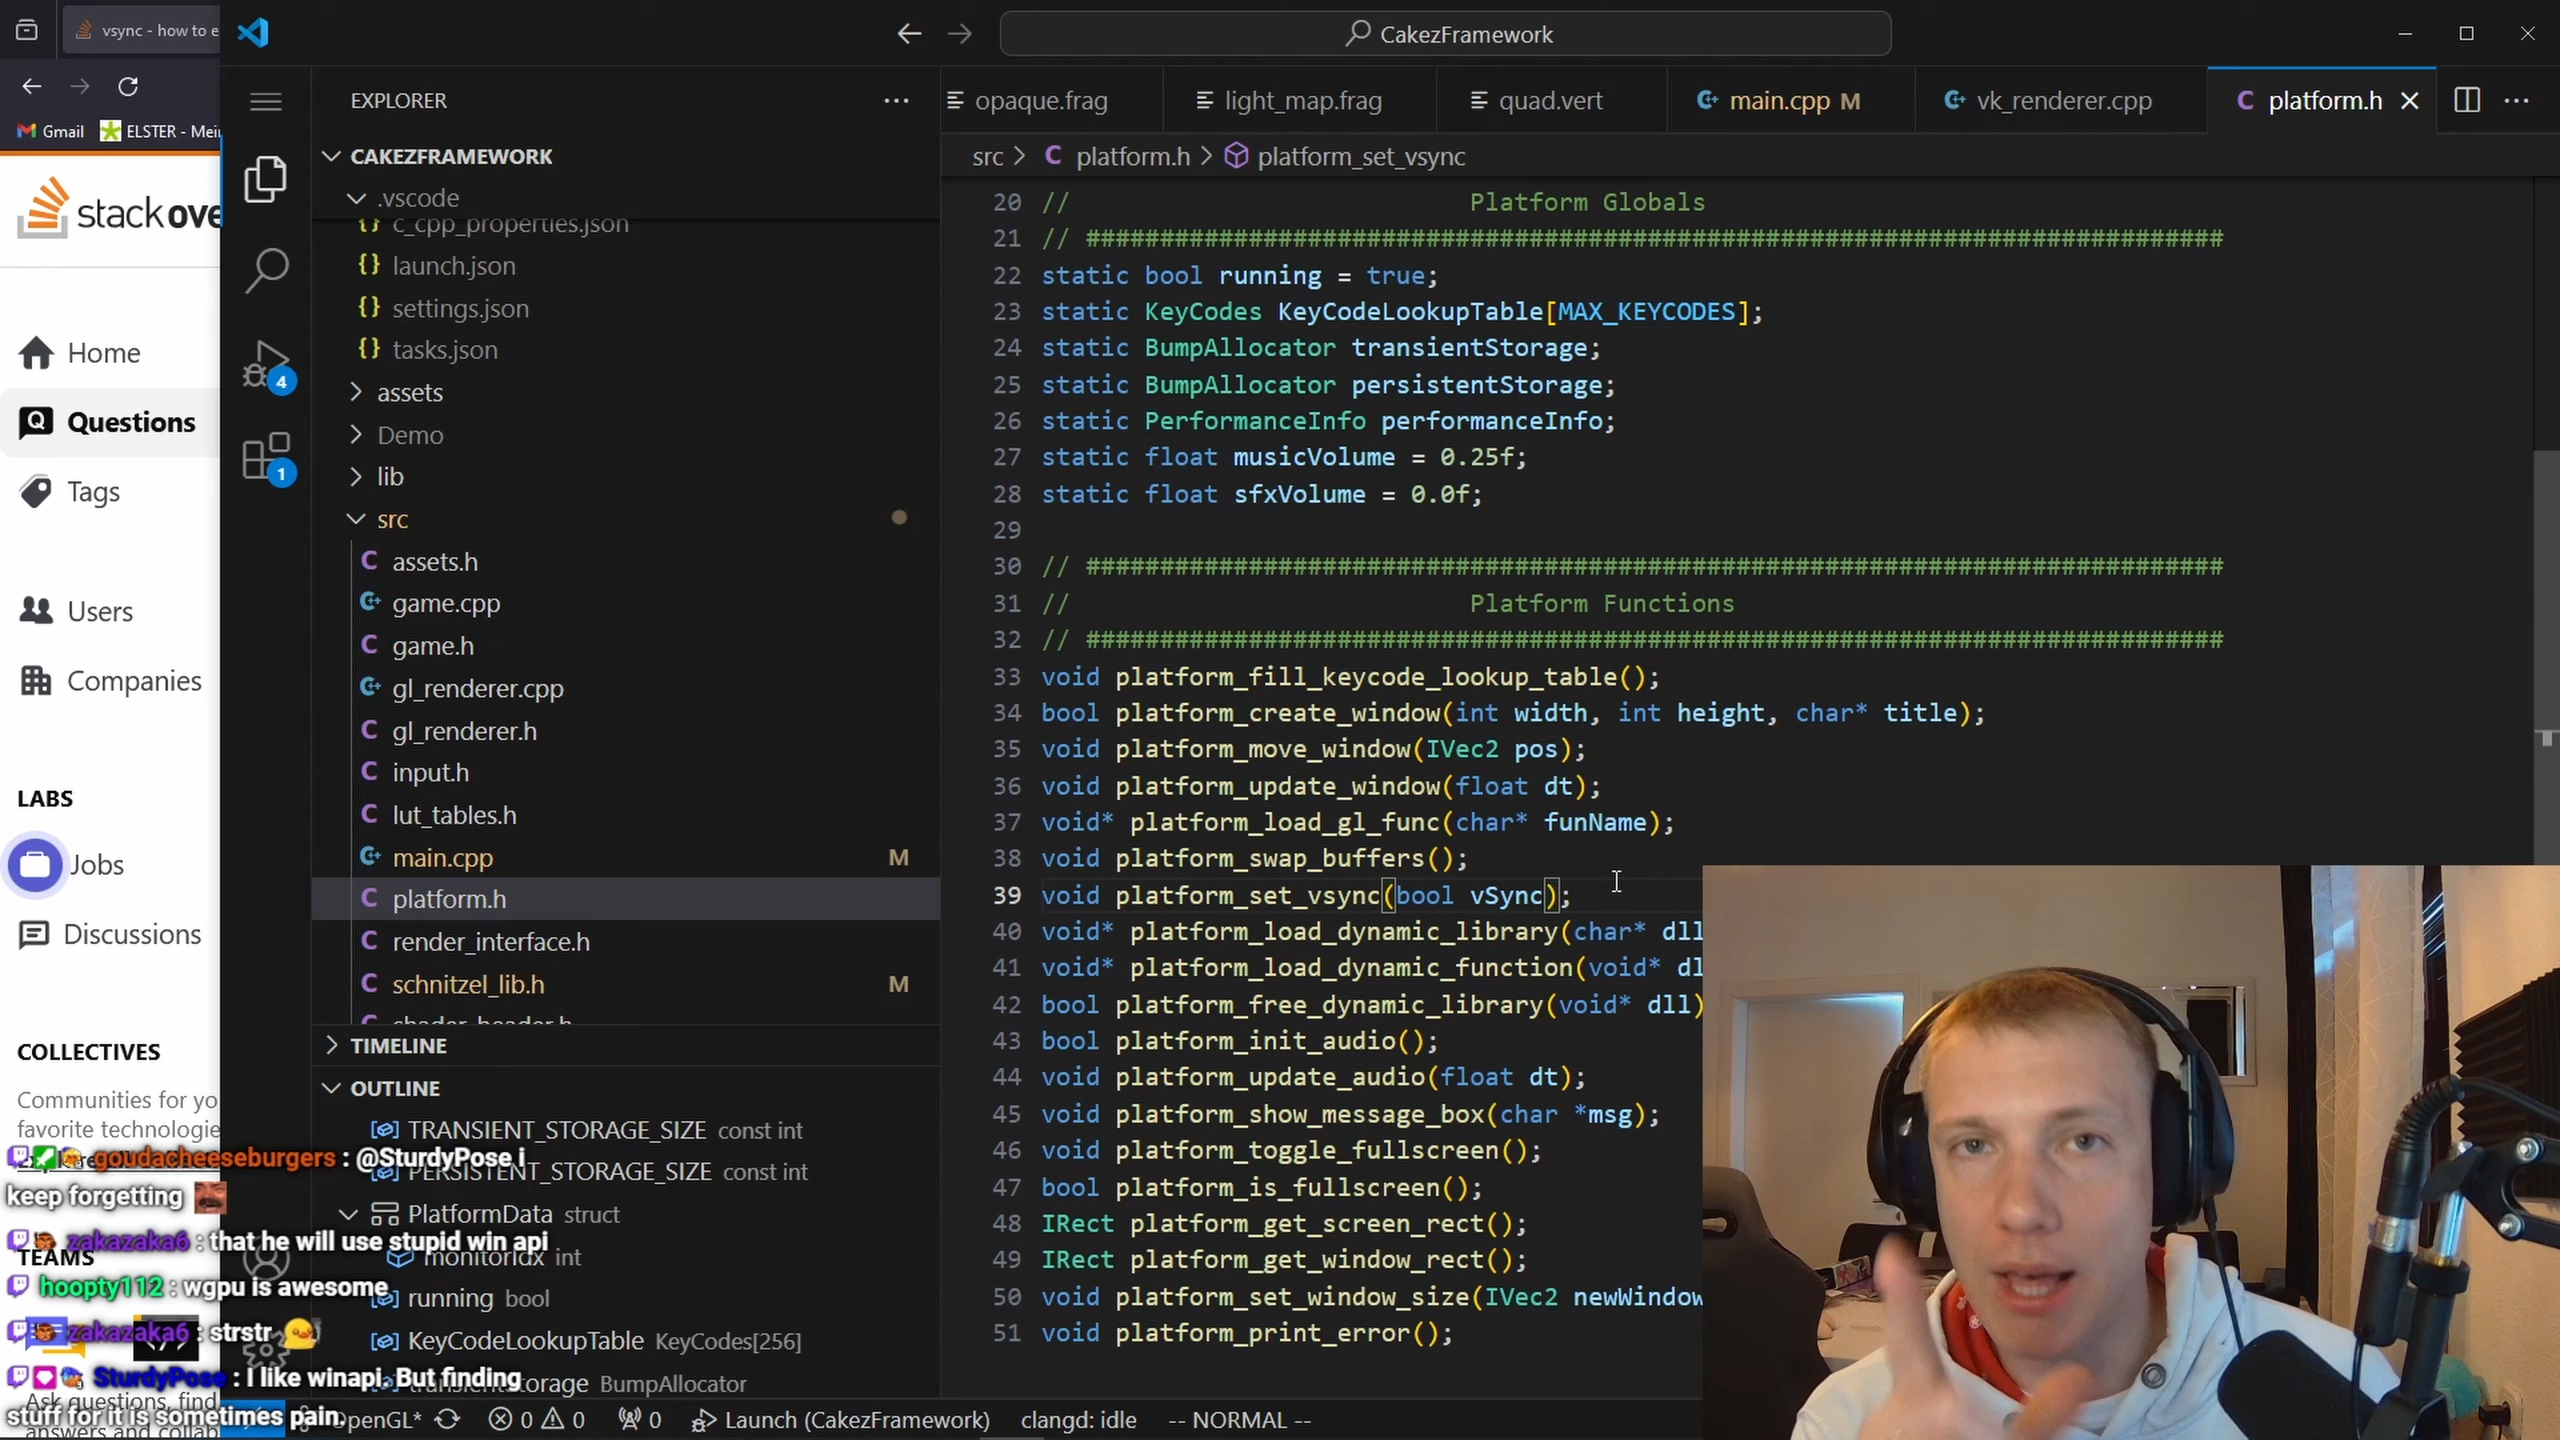 vsync - how to e
CakezFramework
Gmail
ELSTER - Mei
stack ove
Home
Questions
Tags
Users
Companies
LABS
Jobs
Discussions
COLLECTIVES
Communities for yo
favorite technologie
TEAMS
Ask questions, find
answers and collab
EXPLORER
CAKEZFRAMEWORK
.vscode
c_cpp_properties.json
launch.json
settings.json
tasks.json
assets
Demo
lib
src
assets.h
game.cpp
game.h
gl_renderer.cpp
gl_renderer.h
input.h
lut_tables.h
main.cpp M
platform.h
render_interface.h
schnitzel_lib.h M
shader_header.h
TIMELINE
OUTLINE
TRANSIENT_STORAGE_SIZE const int
PERSISTENT_STORAGE_SIZE const int
PlatformData struct
monitorIdx int
running bool
KeyCodeLookupTable KeyCodes[256]
transientStorage BumpAllocator
4
1
opaque.frag
light_map.frag
quad.vert
main.cpp M
vk_renderer.cpp
platform.h
src > platform.h > platform_set_vsync
20 // Platform Globals
21 // #############################################################################
22 static bool running = true;
23 static KeyCodes KeyCodeLookupTable[MAX_KEYCODES];
24 static BumpAllocator transientStorage;
25 static BumpAllocator persistentStorage;
26 static PerformanceInfo performanceInfo;
27 static float musicVolume = 0.25f;
28 static float sfxVolume = 0.0f;
29
30 // #############################################################################
31 // Platform Functions
32 // #############################################################################
33 void platform_fill_keycode_lookup_table();
34 bool platform_create_window(int width, int height, char* title);
35 void platform_move_window(IVec2 pos);
36 void platform_update_window(float dt);
37 void* platform_load_gl_func(char* funName);
38 void platform_swap_buffers();
39 void platform_set_vsync(bool vSync);
40 void* platform_load_dynamic_library(char* dll
41 void* platform_load_dynamic_function(void* dl
42 bool platform_free_dynamic_library(void* dll)
43 bool platform_init_audio();
44 void platform_update_audio(float dt);
45 void platform_show_message_box(char *msg);
46 void platform_toggle_fullscreen();
47 bool platform_is_fullscreen();
48 IRect platform_get_screen_rect();
49 IRect platform_get_window_rect();
50 void platform_set_window_size(IVec2 newWindow
51 void platform_print_error();
goudacheeseburgers : @SturdyPose i
keep forgetting
zakazaka6 : that he will use stupid win api
hoopty112 : wgpu is awesome
zakazaka6 : strstr
SturdyPose : I like winapi. But finding
stuff for it is sometimes pain.
OpenGL* 0 0 0 Launch (CakezFramework) clangd: idle -- NORMAL --